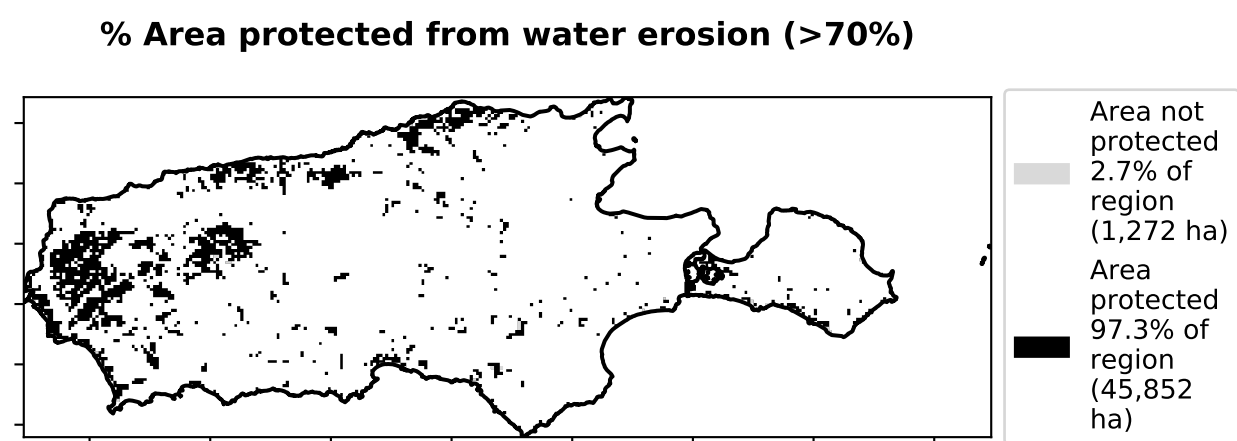 % Area protected from water erosion (>70%)
Area not
protected
2.7% of
region
(1,272 ha)
Area
protected
97.3% of
region
(45,852
ha)